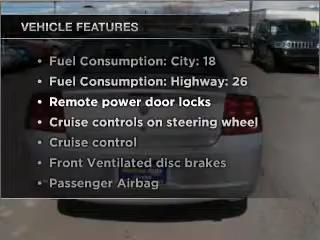 VEHICLE FEATURES
• Fuel Consumption: City: 18
• Fuel Consumption: Highway: 26
• Remote power door locks
• Cruise controls on steering wheel
• Cruise control
• Front Ventilated disc brakes
• Passenger Airbag